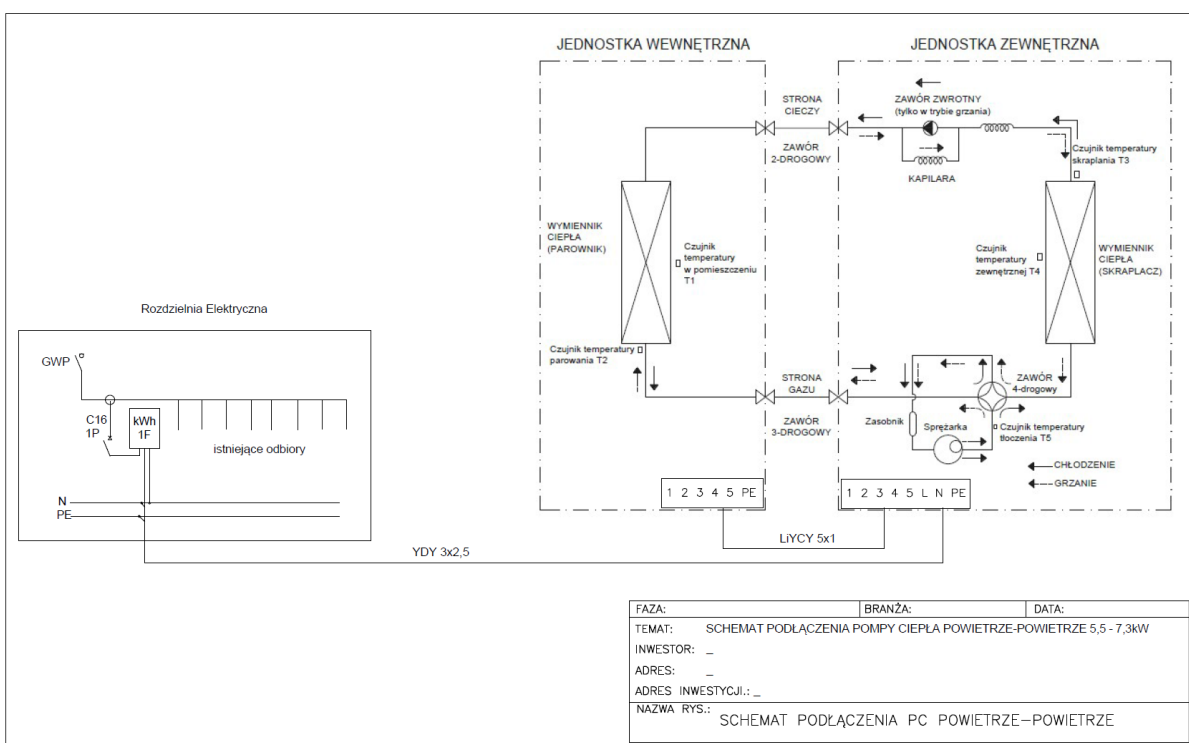 JEDNOSTKA WEWNĘTRZNA
JEDNOSTKA ZEWNĘTRZNA
STRONA
CIECZY
ZAWÓR
2-DROGOWY
ZAWÓR ZWROTNY
(tylko w trybie grzania)
KAPILARA
Czujnik temperatury
skraplania T3
WYMIENNIK
CIEPŁA
(PAROWNIK)
Czujnik
temperatury
w pomieszczeniu
T1
Czujnik
temperatury
zewnętrznej T4
WYMIENNIK
CIEPŁA
(SKRAPLACZ)
Czujnik temperatury
parowania T2
STRONA
GAZU
ZAWÓR
3-DROGOWY
ZAWÓR
4-drogowy
Zasobnik
Sprężarka
Czujnik temperatury
tłoczenia T5
CHŁODZENIE
GRZANIE
1 2 3 4 5 PE
1 2 3 4 5 L N PE
LiYCY 5x1
YDY 3x2,5
Rozdzielnia Elektryczna
GWP
C16
1P
kWh
1F
istniejące odbiory
N
PE
FAZA:
BRANŻA:
DATA:
TEMAT: SCHEMAT PODŁĄCZENIA POMPY CIEPŁA POWIETRZE-POWIETRZE 5,5 - 7,3kW
INWESTOR: _
ADRES: _
ADRES INWESTYCJI.: _
NAZWA RYS.:
SCHEMAT PODŁĄCZENIA PC POWIETRZE-POWIETRZE